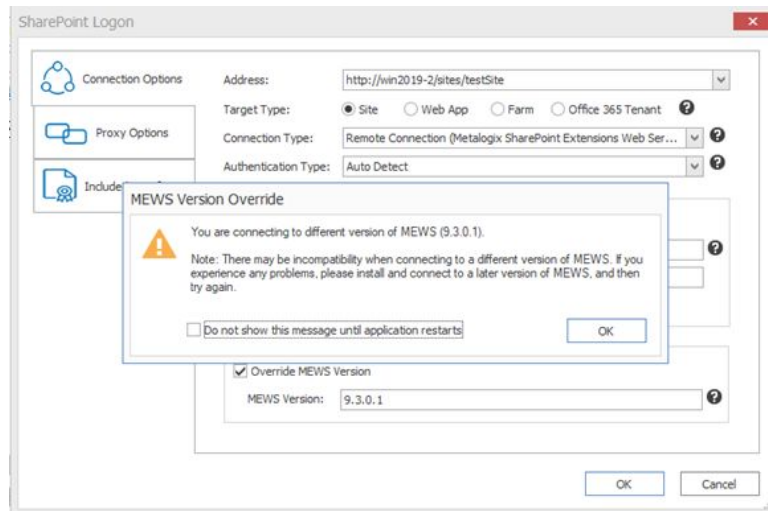 SharePoint Logon
Connection Options
Proxy Options
Include
Address:
http://win2019-2/sites/testSite
Target Type:
Site Web App Farm Office 365 Tenant
Connection Type:
Remote Connection (Metalogix SharePoint Extensions Web Ser...
Authentication Type:
Auto Detect
MEWS Version Override
You are connecting to different version of MEWS (9.3.0.1).
Note: There may be incompatibility when connecting to a different version of MEWS. If you
experience any problems, please install and connect to a later version of MEWS, and then
try again.
Do not show this message until application restarts
OK
Override MEWS Version
MEWS Version:
9.3.0.1
OK
Cancel